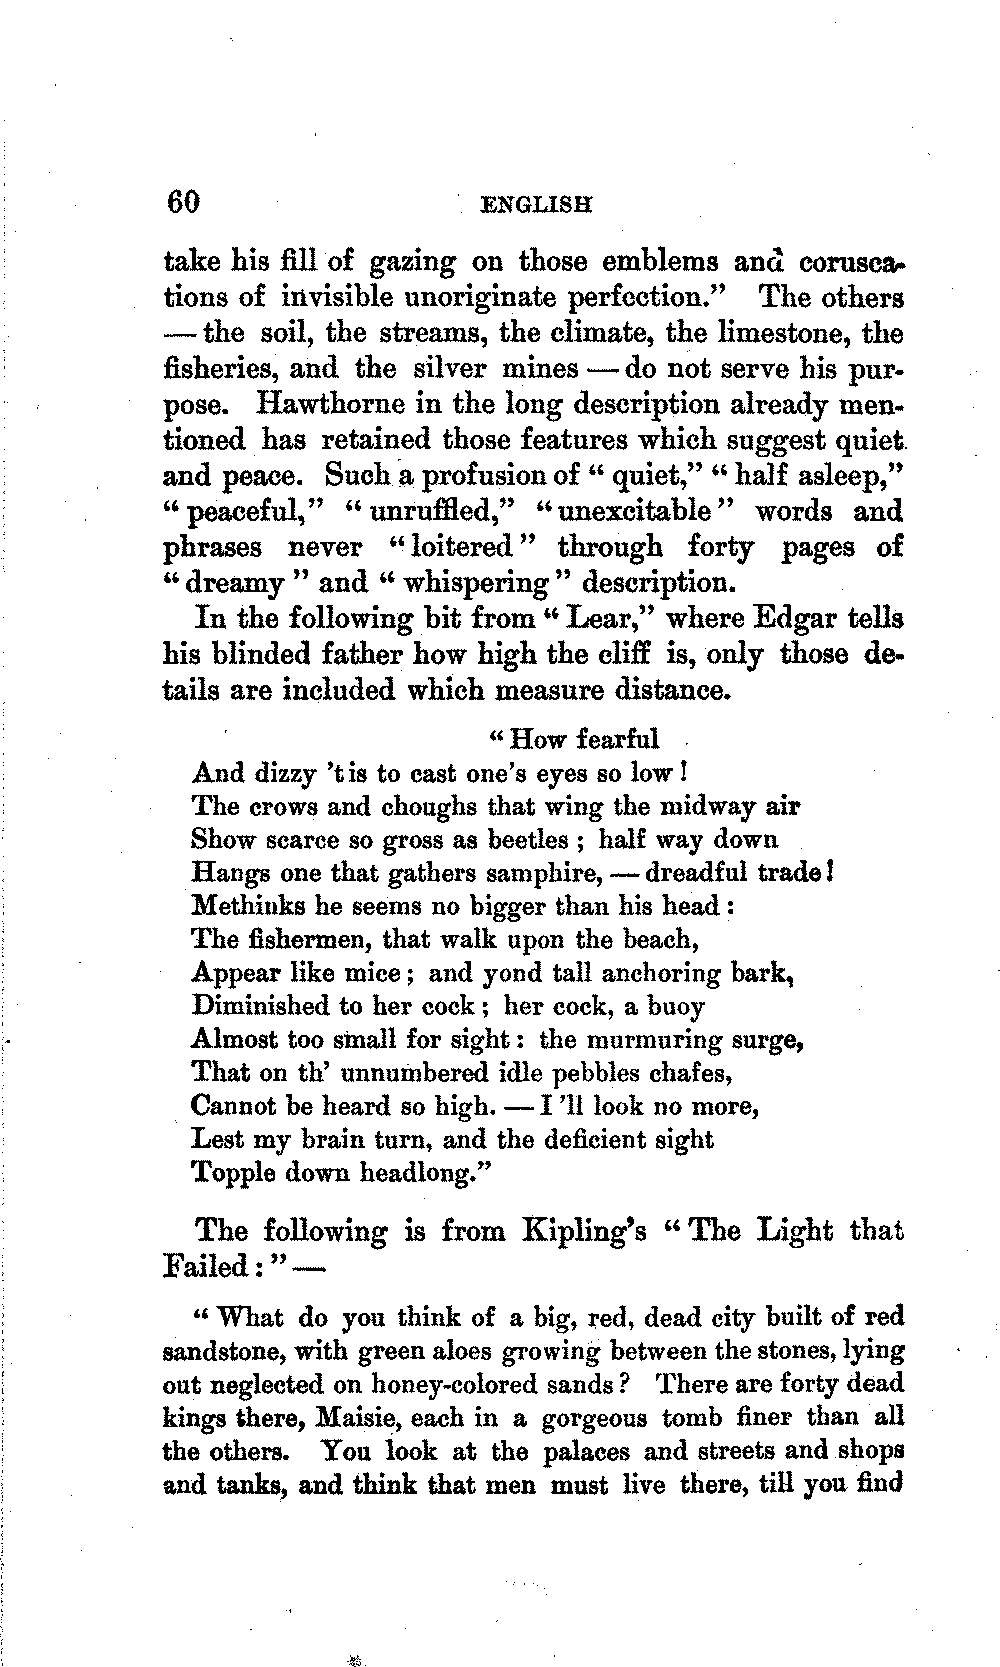 60 ENGLISH
take his fill of gazing on those emblems and corusca-
tions of invisible unoriginate perfection.” The others
— the soil, the streams, the climate, the limestone, the
fisheries, and the silver mines — do not serve his pur-
pose. Hawthorne in the long description already men-
tioned has retained those features which suggest quiet
and peace. Such a profusion of “ quiet,” “ half asleep,”
“ peaceful,” “ unruffled,” “ unexcitable ” words and
phrases never “ loitered ” through forty pages of
“ dreamy ” and “ whispering ” description.
In the following bit from “ Lear,” where Edgar tells
his blinded father how high the cliff is, only those de-
tails are included which measure distance.
“ How fearful
And dizzy ’t is to cast one’s eyes so low !
The crows and choughs that wing the midway air
Show scarce so gross as beetles ; half way down
Hangs one that gathers samphire, — dreadful trade !
Methinks he seems no bigger than his head :
The fishermen, that walk upon the beach,
Appear like mice ; and yond tall anchoring bark,
Diminished to her cock ; her cock, a buoy
Almost too small for sight : the murmuring surge,
That on th’ unnumbered idle pebbles chafes,
Cannot be heard so high. — I ’ll look no more,
Lest my brain turn, and the deficient sight
Topple down headlong.”
The following is from Kipling’s “ The Light that
Failed : ” —
“ What do you think of a big, red, dead city built of red
sandstone, with green aloes growing between the stones, lying
out neglected on honey-colored sands ? There are forty dead
kings there, Maisie, each in a gorgeous tomb finer than all
the others. You look at the palaces and streets and shops
and tanks, and think that men must live there, till you find